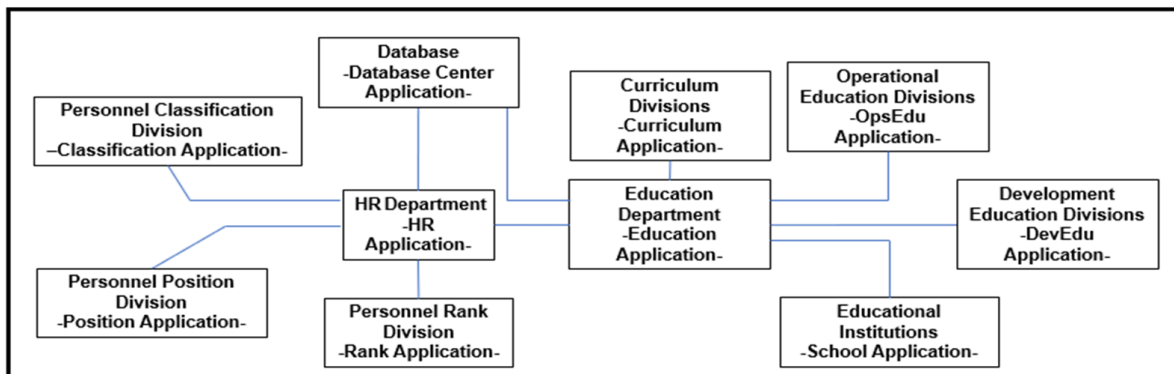 Database
-Database Center
Application-
Curriculum
Divisions
-Curriculum
Application-
Operational
Education Divisions
-OpsEdu
Application-
Personnel Classification
Division
–Classification Application-
HR Department
-HR
Application-
Education
Department
-Education
Application-
Development
Education Divisions
-DevEdu
Application-
Personnel Position
Division
-Position Application-
Personnel Rank
Division
-Rank Application-
Educational
Institutions
-School Application-